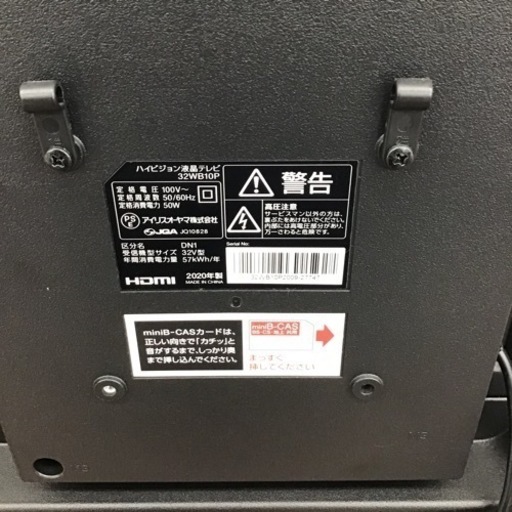 ハイビジョン液晶テレビ
32WB10P
定格電圧 100V~
定格周波数 50/60Hz
定格消費電力 50W
PS
E
アイリスオーヤマ株式会社
JQA JQ10828
区分名 DN1
受信機型サイズ 32V型
年間消費電力量 57kWh/年
HDMI
2020年製
MADE IN CHINA
警告
高圧注意
サービスマン以外の方は、
裏ぶたをあけないでください。
内部には高電圧部分が
あり、危険です。
Serial No:
miniB-CASカードは、
正しい向きで「カチッ」と
音がするまで、しっかり奥
まで挿し込んでください。
miniB-CAS
まっすぐ
挿してください